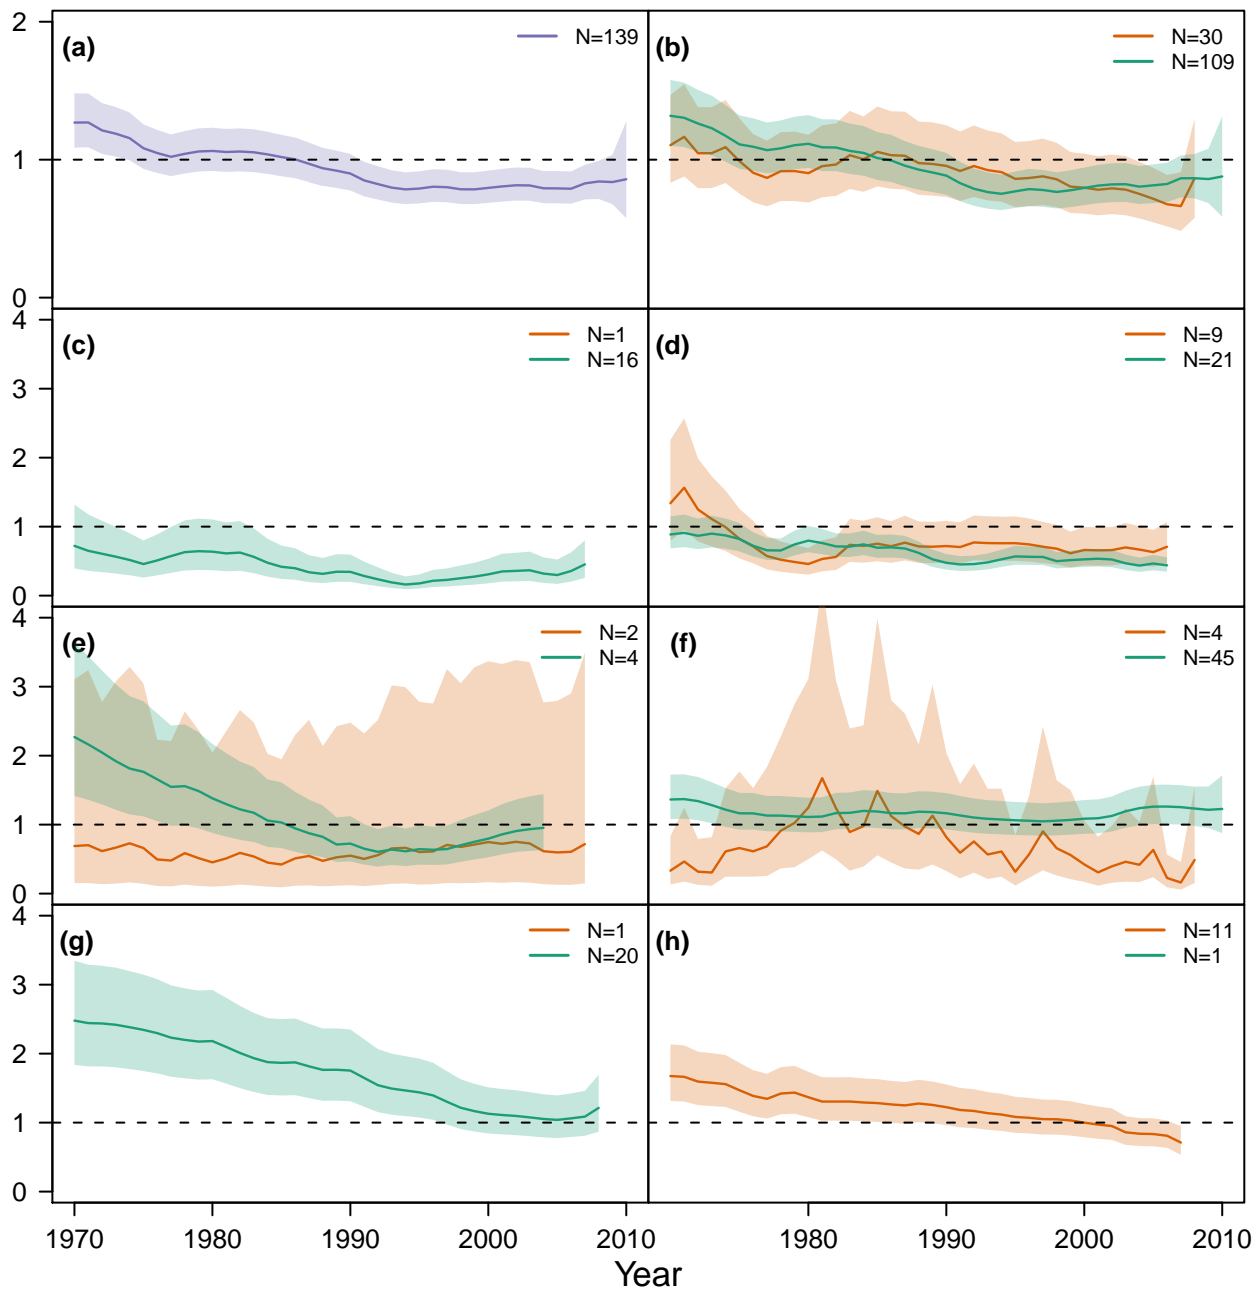 2
(a)
N=139
(b)
N=30
N=109
1
0
4
(c)
N=1
N=16
(d)
N=9
N=21
3
2
1
0
4
(e)
N=2
N=4
(f)
N=4
N=45
3
2
1
0
4
(g)
N=1
N=20
(h)
N=11
N=1
3
2
1
0
1970 1980 1990 2000 2010 1980 1990 2000 2010
Year